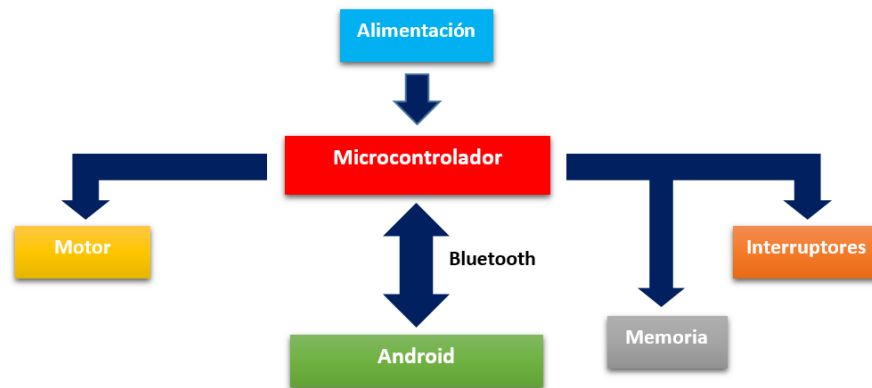 Alimentación
Microcontrolador
Motor
Bluetooth
Interruptores
Memoria
Android